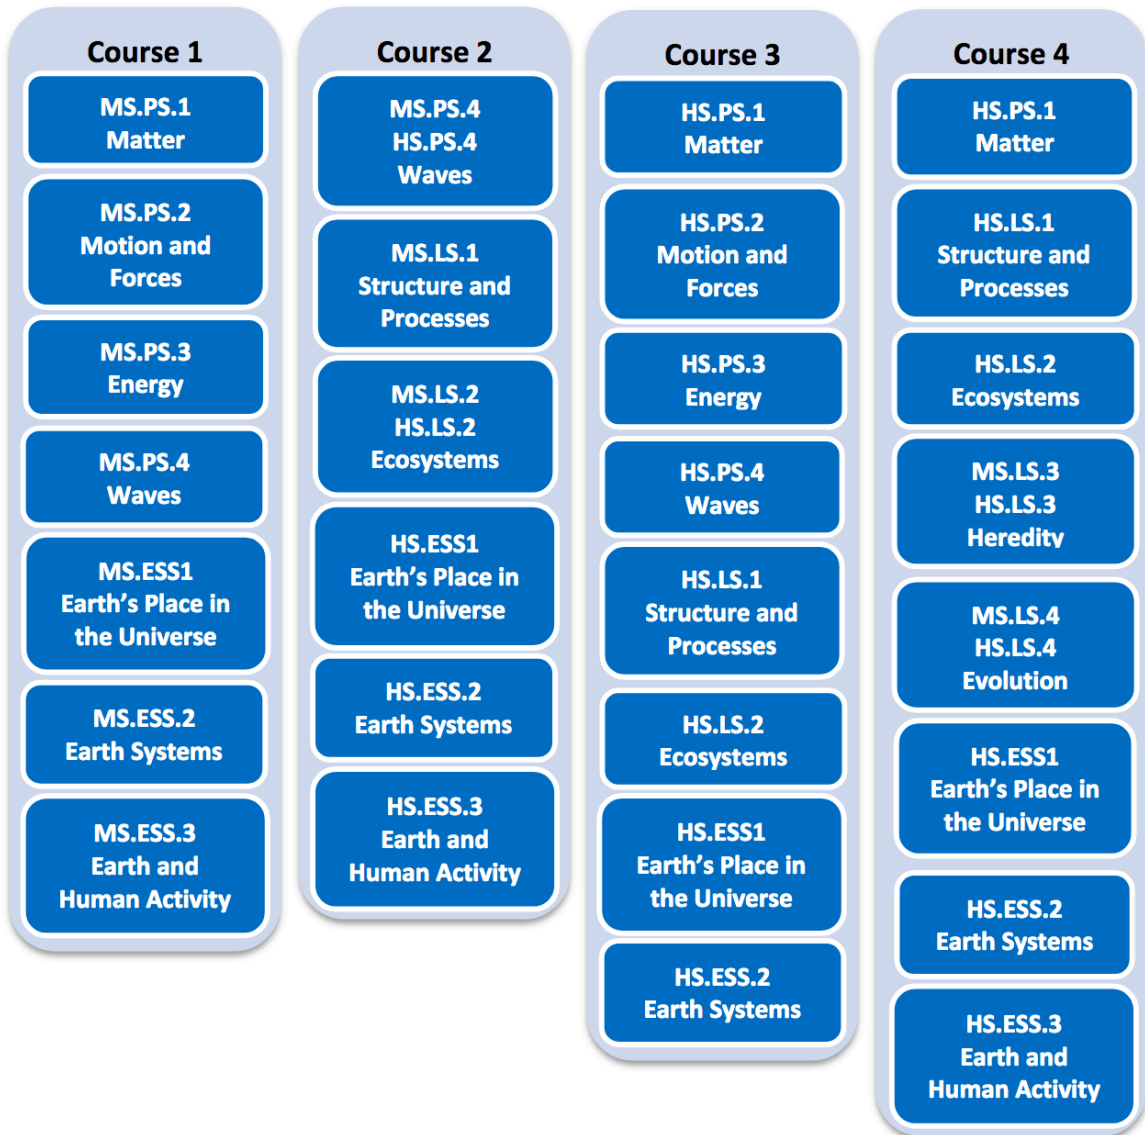 Course 1
MS.PS.1
Matter
MS.PS.2
Motion and
Forces
MS.PS.3
Energy
MS.PS.4
Waves
MS.ESS1
Earth’s Place in
the Universe
MS.ESS.2
Earth Systems
MS.ESS.3
Earth and
Human Activity
Course 2
MS.PS.4
HS.PS.4
Waves
MS.LS.1
Structure and
Processes
MS.LS.2
HS.LS.2
Ecosystems
HS.ESS1
Earth’s Place in
the Universe
HS.ESS.2
Earth Systems
HS.ESS.3
Earth and
Human Activity
Course 3
HS.PS.1
Matter
HS.PS.2
Motion and
Forces
HS.PS.3
Energy
HS.PS.4
Waves
HS.LS.1
Structure and
Processes
HS.LS.2
Ecosystems
HS.ESS1
Earth’s Place in
the Universe
HS.ESS.2
Earth Systems
Course 4
HS.PS.1
Matter
HS.LS.1
Structure and
Processes
HS.LS.2
Ecosystems
MS.LS.3
HS.LS.3
Heredity
MS.LS.4
HS.LS.4
Evolution
HS.ESS1
Earth’s Place in
the Universe
HS.ESS.2
Earth Systems
HS.ESS.3
Earth and
Human Activity